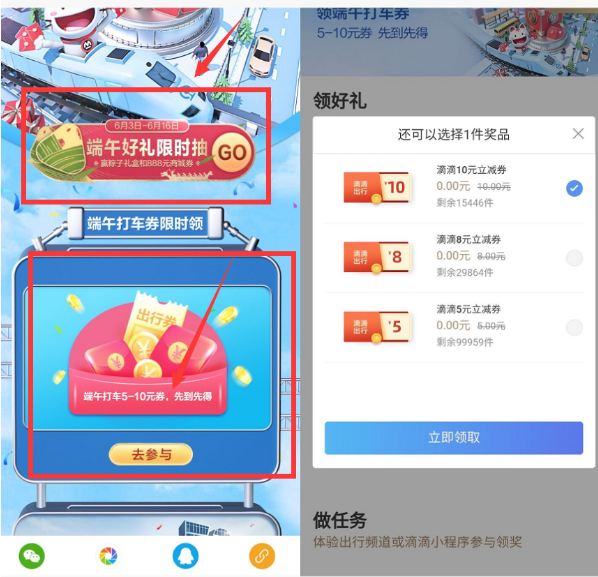 6月3日-6月16日
端午好礼限时抽
GO
赢粽子礼盒和888元商城券
端午打车券限时领
出行券
端午打车5-10元券，先到先得
去参与
领端午打车券
5-10元券 先到先得
领好礼
还可以选择1件奖品
滴滴出行
¥10
滴滴10元立减券
0.00元 10.00元
剩余15446件
滴滴出行
¥8
滴滴8元立减券
0.00元 8.00元
剩余29864件
滴滴出行
¥5
滴滴5元立减券
0.00元 5.00元
剩余99959件
立即领取
做任务
体验出行频道或滴滴小程序参与领奖